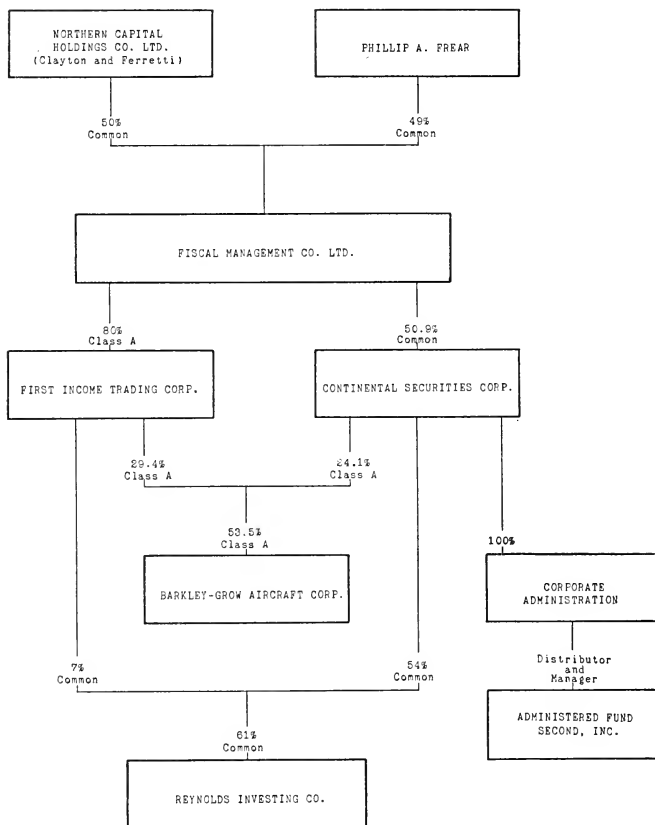 NORTHERN CAPITAL
HOLDINGS CO. LTD.
(Clayton and Ferretti)
PHILLIP A. FREAR
50%
Common
49%
Common
FISCAL MANAGEMENT CO. LTD.
80%
Class A
50.9%
Common
FIRST INCOME TRADING CORP.
CONTINENTAL SECURITIES CORP.
29.4%
Class A
24.1%
Class A
53.5%
Class A
100%
BARKLEY-GROW AIRCRAFT CORP.
CORPORATE
ADMINISTRATION
7%
Common
54%
Common
Distributor
and
Manager
61%
Common
ADMINISTERED FUND
SECOND, INC.
REYNOLDS INVESTING CO.